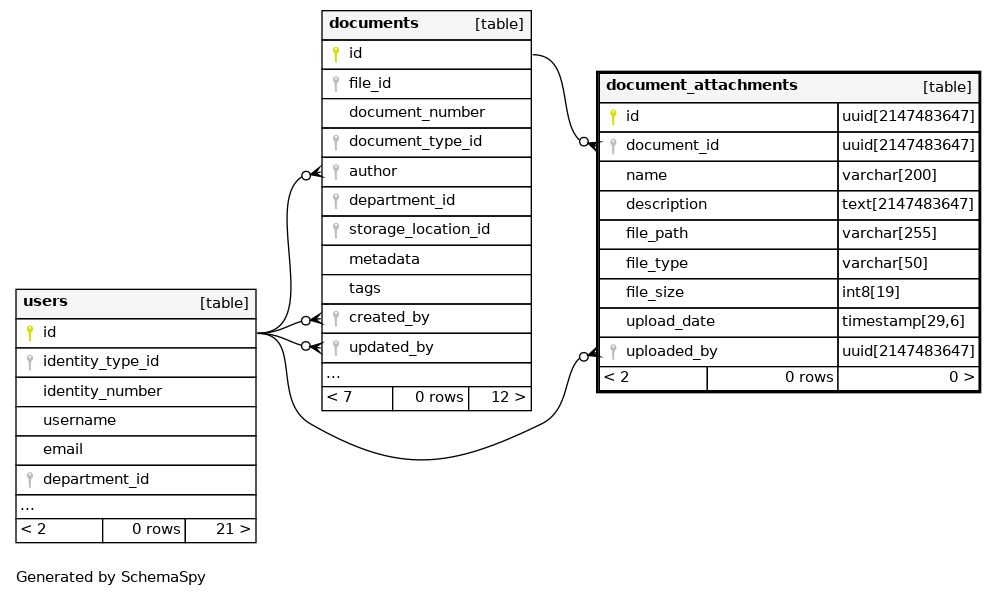 documents [table]
id
file_id
document_number
document_type_id
author
department_id
storage_location_id
metadata
tags
created_by
updated_by
...
< 7 0 rows 12 >
document_attachments [table]
id uuid[2147483647]
document_id uuid[2147483647]
name varchar[200]
description text[2147483647]
file_path varchar[255]
file_type varchar[50]
file_size int8[19]
upload_date timestamp[29,6]
uploaded_by uuid[2147483647]
< 2 0 rows 0 >
users [table]
id
identity_type_id
identity_number
username
email
department_id
...
< 2 0 rows 21 >
Generated by SchemaSpy